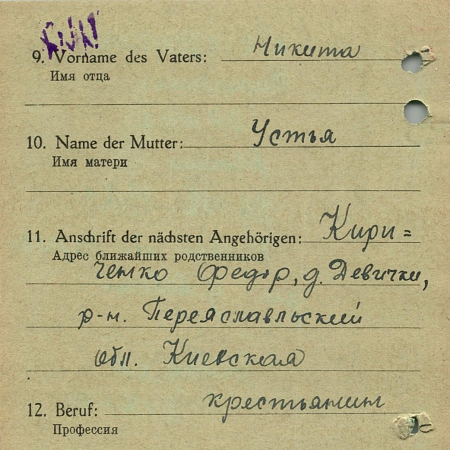 9. Vorname des Vaters: Никита
Имя отца
10. Name der Mutter: Устья
Имя матери
11. Anschrift der nächsten Angehörigen: Кири=
Адрес ближайших родственников
ченко Федор, д. Девички,
р-н. Переяславльский
обл. Киевская
12. Beruf: крестьянин
Профессия